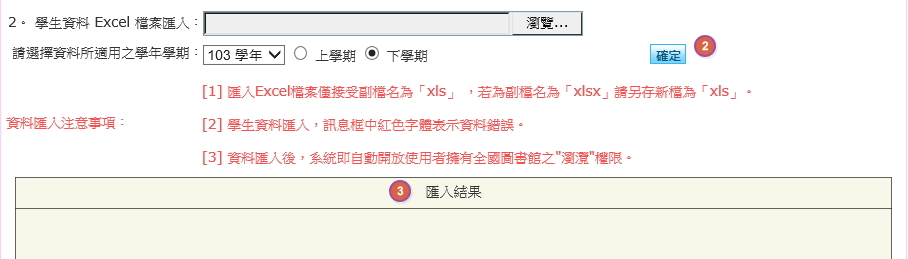 2。 學生資料 Excel 檔案匯入： 瀏覽...
請選擇資料所適用之學年學期： 103 學年 上學期 下學期 確定 2
[1] 匯入Excel檔案僅接受副檔名為「xls」 ，若為副檔名為「xlsx」請另存新檔為「xls」。
資料匯入注意事項：
[2] 學生資料匯入，訊息框中紅色字體表示資料錯誤。
[3] 資料匯入後，系統即自動開放使用者擁有全國圖書館之"瀏灠"權限。
3 匯入結果